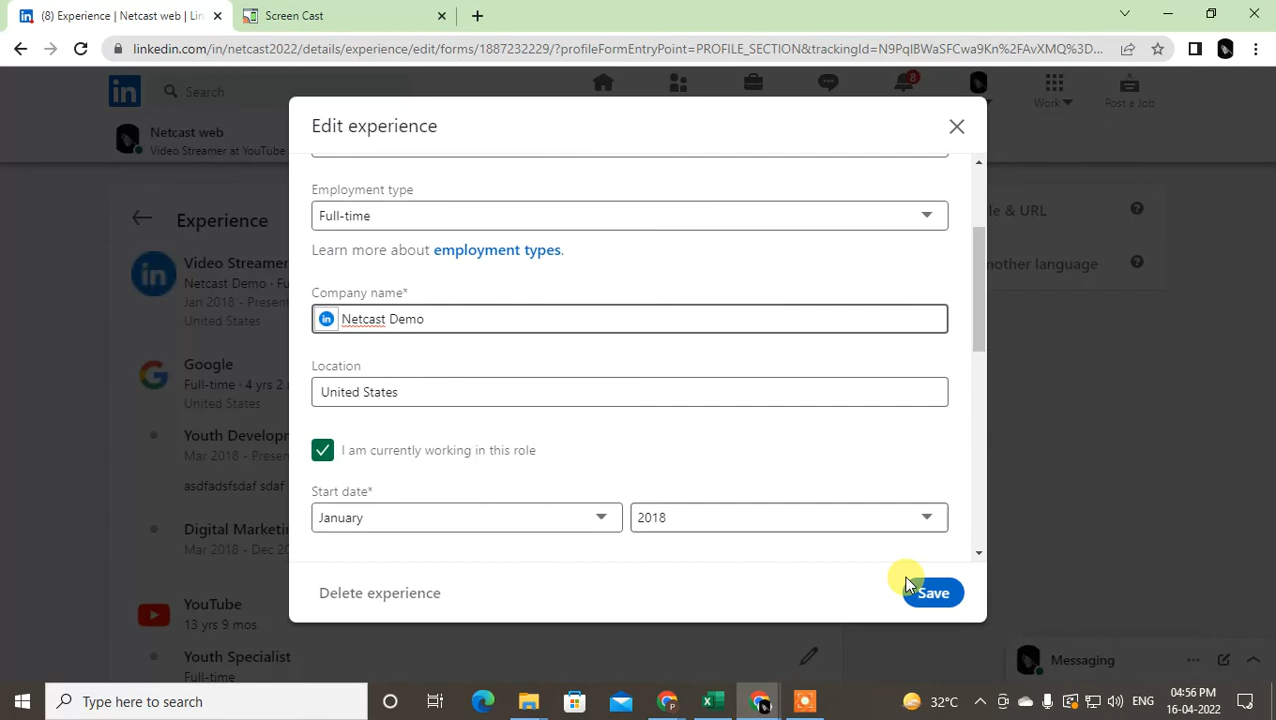 (8) Experience | Netcast web | Lin
Screen Cast
linkedin.com/in/netcast2022/details/experience/edit/forms/1887232229/?profileFormEntryPoint=PROFILE_SECTION&trackingId=N9PqlBWaSFCwa9Kn%2FAvXMQ%3D...
in
Search
8
Work
Post a Job
Netcast web
Video Streamer at YouTube
Edit experience
Employment type
Full-time
Learn more about employment types.
Company name*
in Netcast Demo
Location
United States
I am currently working in this role
Start date*
January
2018
Delete experience
Save
Experience
in
Video Streamer
Netcast Demo · Fu
Jan 2018 - Present
United States
Google
Full-time · 4 yrs 2
United States
Youth Develop
Mar 2018 - Present
asdfadsfsdaf sdaf
Digital Marketin
Mar 2018 - Dec 20
YouTube
13 yrs 9 mos
Youth Specialist
Full-time
le & URL
nother language
Messaging
Type here to search
32°C
ENG
04:56 PM
16-04-2022